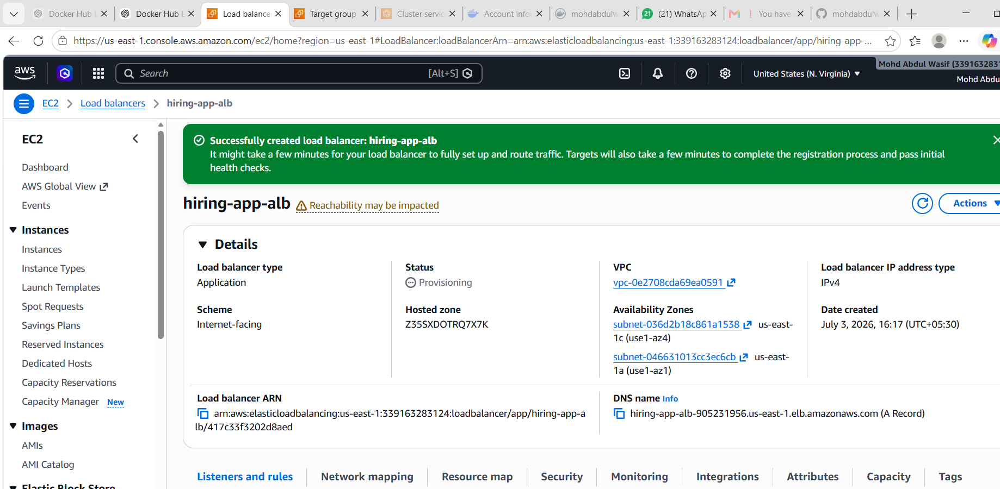 Docker Hub L
Docker Hub L
Load balancer
Target group
Cluster service
Account infor
mohdabdulwa
(21) WhatsAp
You have
mohdabdulw
https://us-east-1.console.aws.amazon.com/ec2/home?region=us-east-1#LoadBalancer:loadBalancerArn=arn:aws:elasticloadbalancing:us-east-1:339163283124:loadbalancer/app/hiring-app-...
aws
Search
[Alt+S]
United States (N. Virginia)
Mohd Abdul Wasif (3391632831
Mohd Abdu
EC2
Load balancers
hiring-app-alb
EC2
Dashboard
AWS Global View
Events
Instances
Instances
Instance Types
Launch Templates
Spot Requests
Savings Plans
Reserved Instances
Dedicated Hosts
Capacity Reservations
Capacity Manager New
Images
AMIs
AMI Catalog
Elastic Block Store
Successfully created load balancer: hiring-app-alb
It might take a few minutes for your load balancer to fully set up and route traffic. Targets will also take a few minutes to complete the registration process and pass initial
health checks.
hiring-app-alb
Reachability may be impacted
Actions
Details
Load balancer type
Application
Status
Provisioning
VPC
vpc-0e2708cda69ea0591
Load balancer IP address type
IPv4
Scheme
Internet-facing
Hosted zone
Z35SXDOTRQ7X7K
Availability Zones
subnet-036d2b18c861a1538 us-east-
1c (use1-az4)
subnet-046631013cc3ec6cb us-east-
1a (use1-az1)
Date created
July 3, 2026, 16:17 (UTC+05:30)
Load balancer ARN
arn:aws:elasticloadbalancing:us-east-1:339163283124:loadbalancer/app/hiring-app-a
lb/417c33f3202d8aed
DNS name Info
hiring-app-alb-905231956.us-east-1.elb.amazonaws.com (A Record)
Listeners and rules
Network mapping
Resource map
Security
Monitoring
Integrations
Attributes
Capacity
Tags